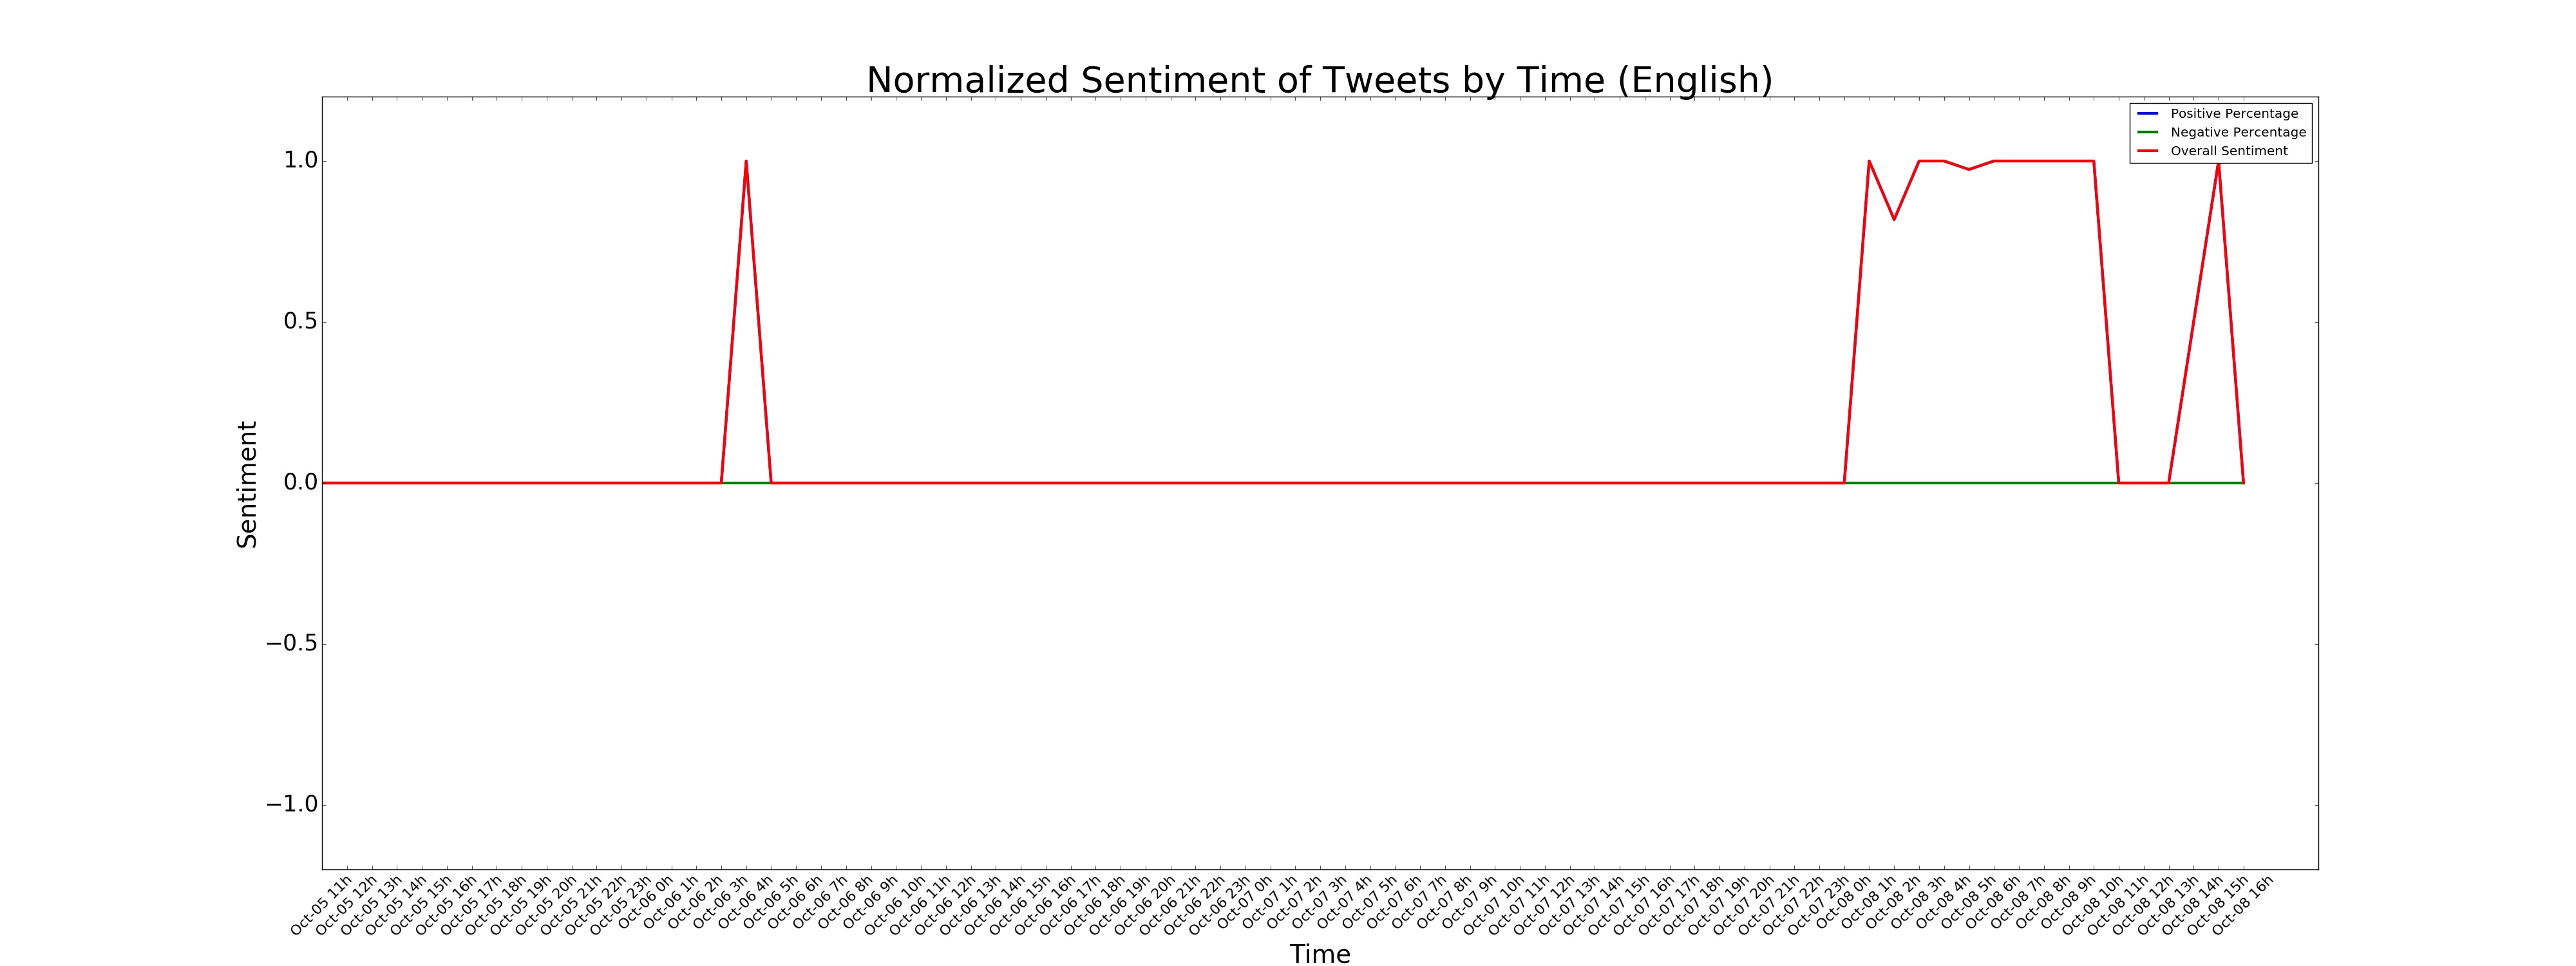 Normalized Sentiment of Tweets by Time (English)
Positive Percentage
Negative Percentage
Overall Sentiment
1.0
0.5
0.0
−0.5
−1.0
Sentiment
Oct-05 11h
Oct-05 12h
Oct-05 13h
Oct-05 14h
Oct-05 15h
Oct-05 16h
Oct-05 17h
Oct-05 18h
Oct-05 19h
Oct-05 20h
Oct-05 21h
Oct-05 22h
Oct-05 23h
Oct-06 0h
Oct-06 1h
Oct-06 2h
Oct-06 3h
Oct-06 4h
Oct-06 5h
Oct-06 6h
Oct-06 7h
Oct-06 8h
Oct-06 9h
Oct-06 10h
Oct-06 11h
Oct-06 12h
Oct-06 13h
Oct-06 14h
Oct-06 15h
Oct-06 16h
Oct-06 17h
Oct-06 18h
Oct-06 19h
Oct-06 20h
Oct-06 21h
Oct-06 22h
Oct-06 23h
Oct-07 0h
Oct-07 1h
Oct-07 2h
Oct-07 3h
Oct-07 4h
Oct-07 5h
Oct-07 6h
Oct-07 7h
Oct-07 8h
Oct-07 9h
Oct-07 10h
Oct-07 11h
Oct-07 12h
Oct-07 13h
Oct-07 14h
Oct-07 15h
Oct-07 16h
Oct-07 17h
Oct-07 18h
Oct-07 19h
Oct-07 20h
Oct-07 21h
Oct-07 22h
Oct-07 23h
Oct-08 0h
Oct-08 1h
Oct-08 2h
Oct-08 3h
Oct-08 4h
Oct-08 5h
Oct-08 6h
Oct-08 7h
Oct-08 8h
Oct-08 9h
Oct-08 10h
Oct-08 11h
Oct-08 12h
Oct-08 13h
Oct-08 14h
Oct-08 15h
Oct-08 16h
Time